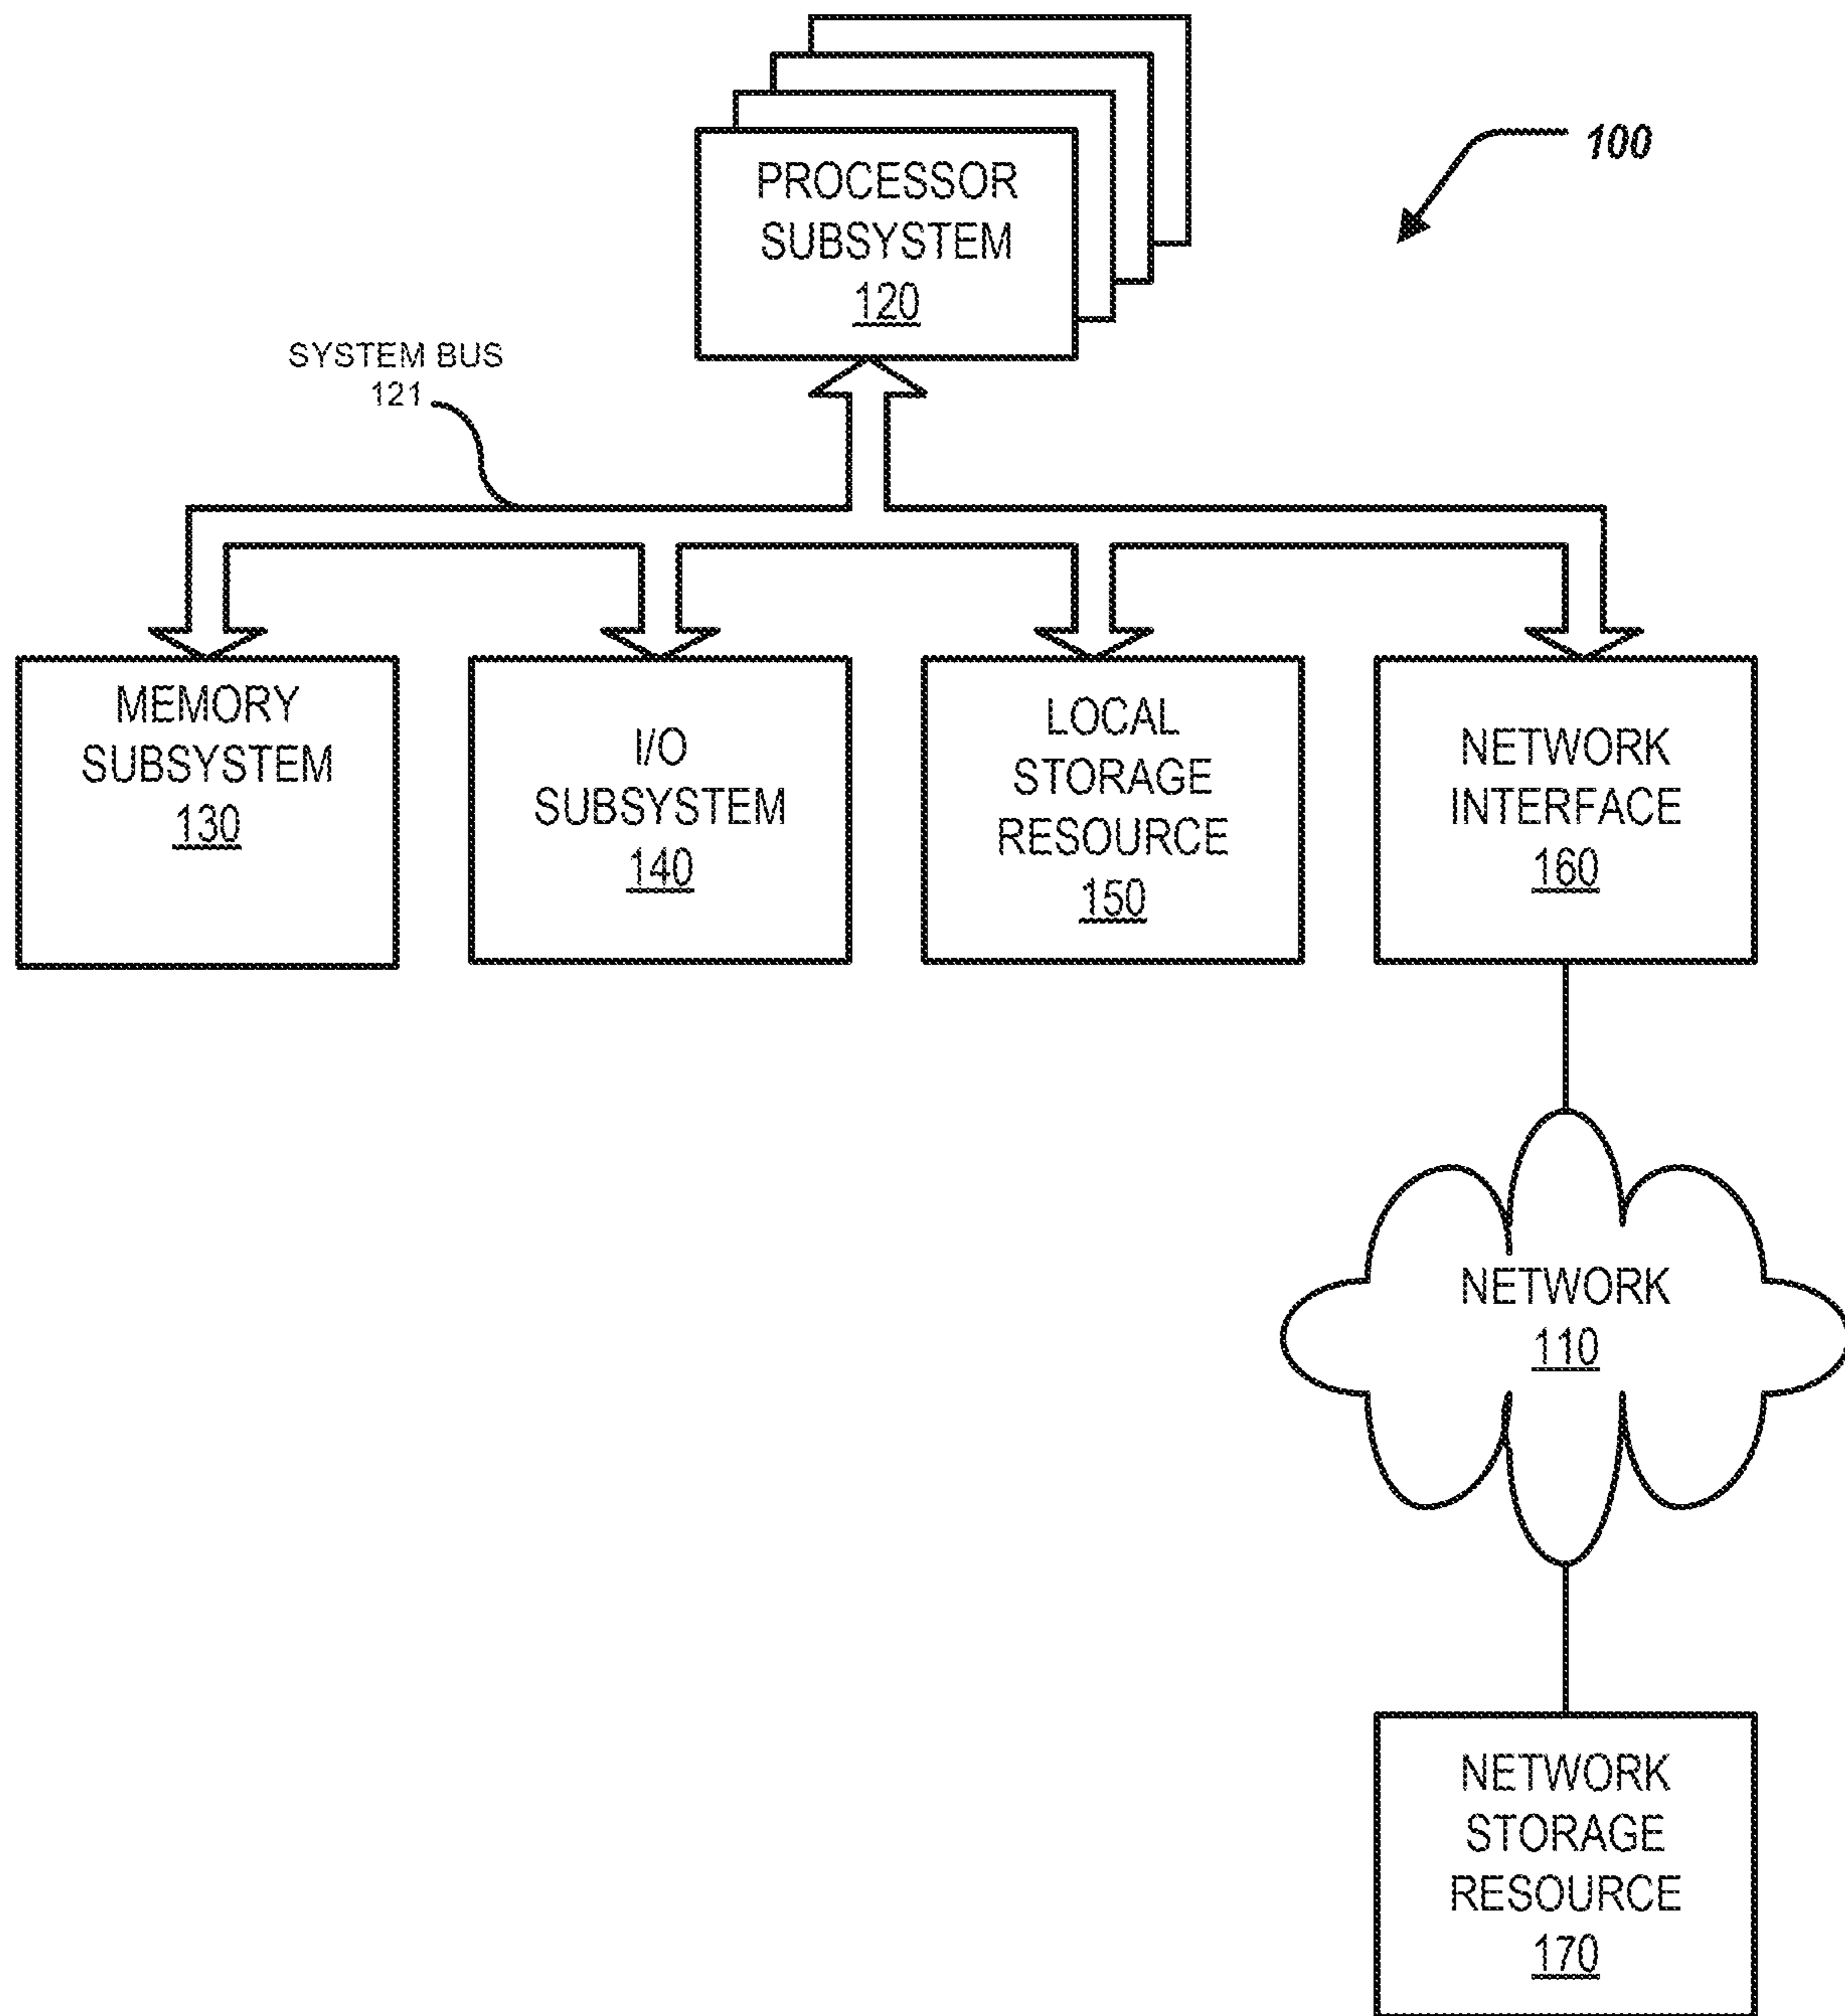 100
PROCESSOR
SUBSYSTEM
120
SYSTEM BUS
121
MEMORY
SUBSYSTEM
130
I/O
SUBSYSTEM
140
LOCAL
STORAGE
RESOURCE
150
NETWORK
INTERFACE
160
NETWORK
110
NETWORK
STORAGE
RESOURCE
170